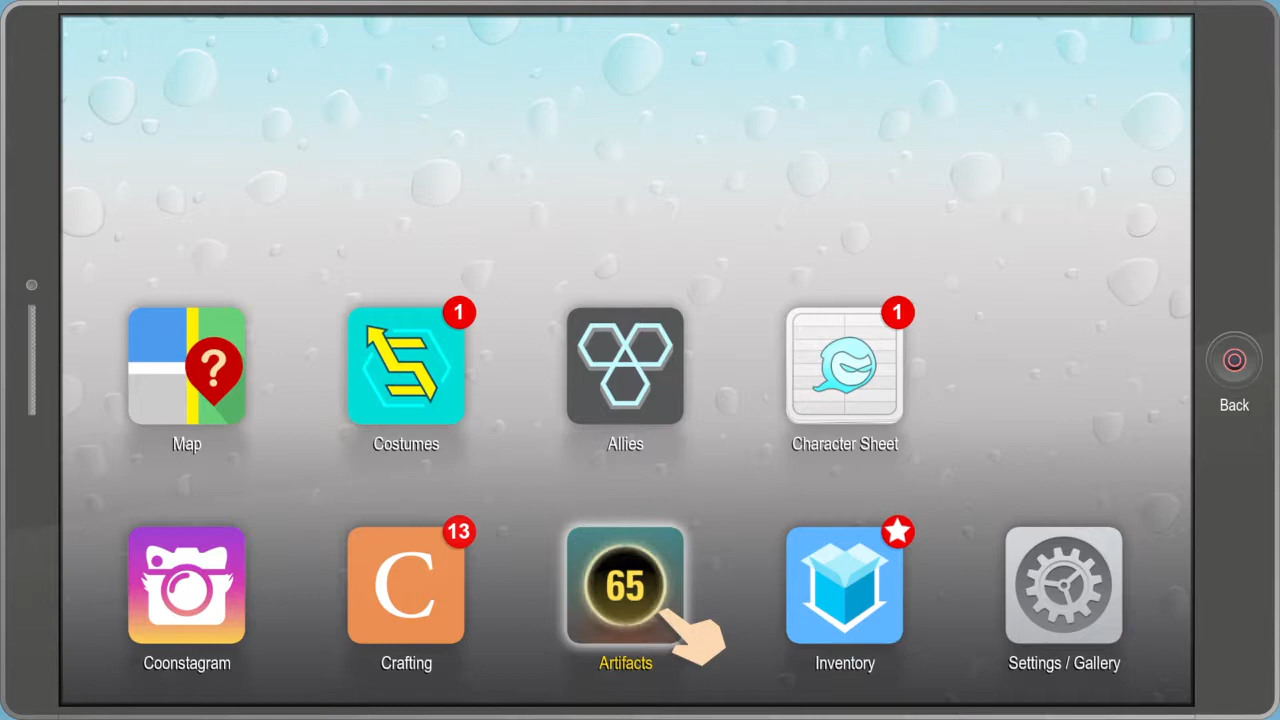 1
1
?
Map
Costumes
Allies
Character Sheet
Back
13
C
65
Coonstagram
Crafting
Artifacts
Inventory
Settings / Gallery